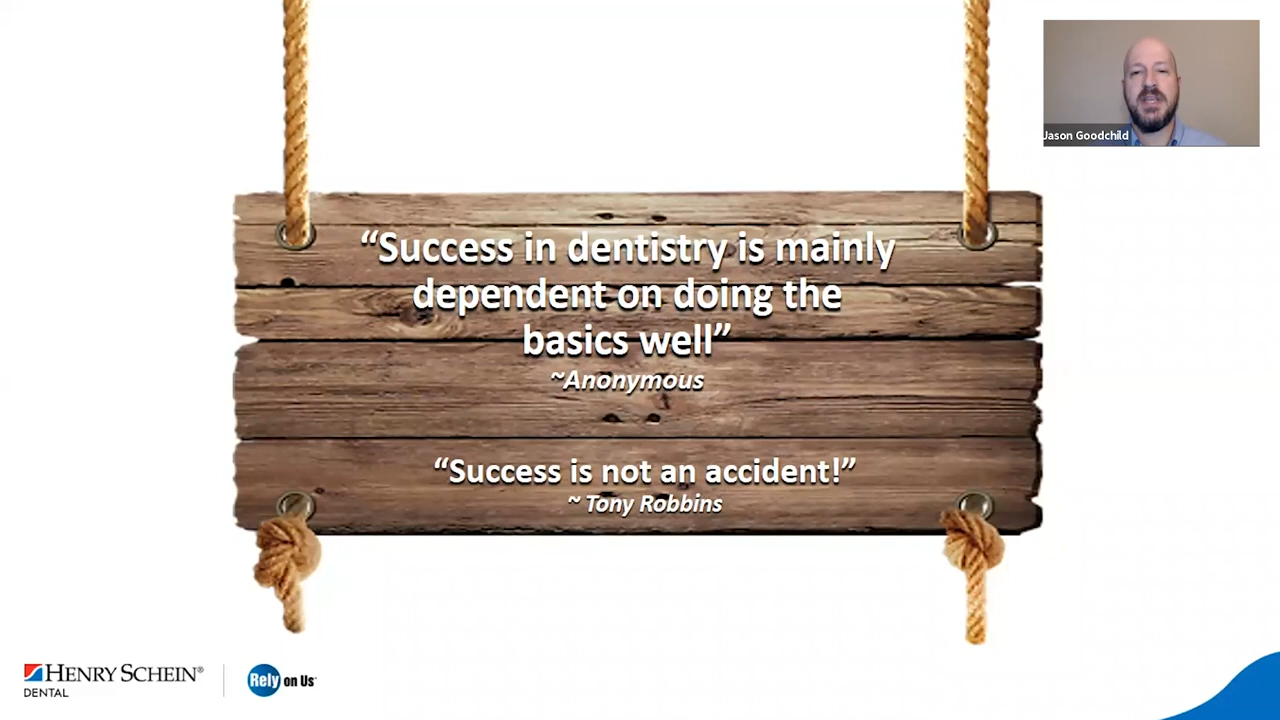 Jason Goodchild
“Success in dentistry is mainly
dependent on doing the
basics well”
~Anonymous
“Success is not an accident!”
~ Tony Robbins
HENRY SCHEIN®
DENTAL
Rely on Us